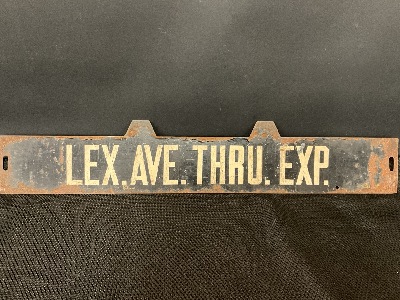 LEX. AVE. THRU. EXP.